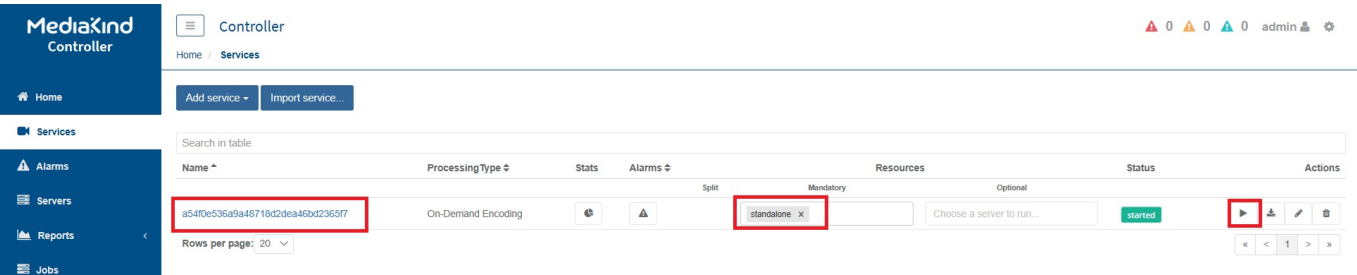 MediaKind
Controller
Controller
0 0 0 admin
Home / Services
Home
Add service
Import service...
Services
Search in table
Alarms
Name ProcessingType Stats Alarms Resources Status Actions
Split Mandatory Optional
Servers
a54f0e536a9a48718d2dea46bd2365f7 On-Demand Encoding standalone x Choose a server to run... started
Reports
Rows per page: 20
« < 1 > »
Jobs